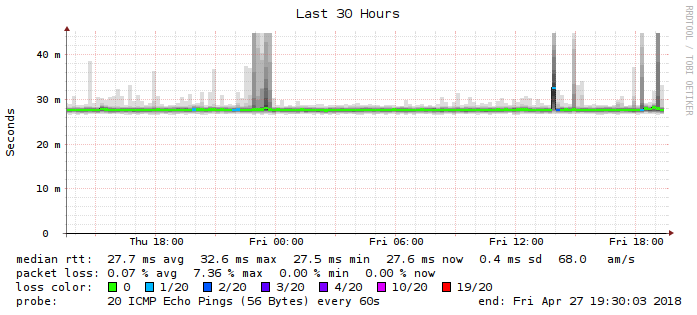 Last 30 Hours
RRDTOOL / TOBI OETIKER
Seconds
40 m
30 m
20 m
10 m
0
Thu 18:00 Fri 00:00 Fri 06:00 Fri 12:00 Fri 18:00
median rtt: 27.7 ms avg 32.6 ms max 27.5 ms min 27.6 ms now 0.4 ms sd 68.0 am/s
packet loss: 0.07 % avg 7.36 % max 0.00 % min 0.00 % now
loss color: 0 1/20 2/20 3/20 4/20 10/20 19/20
probe: 20 ICMP Echo Pings (56 Bytes) every 60s end: Fri Apr 27 19:30:03 2018